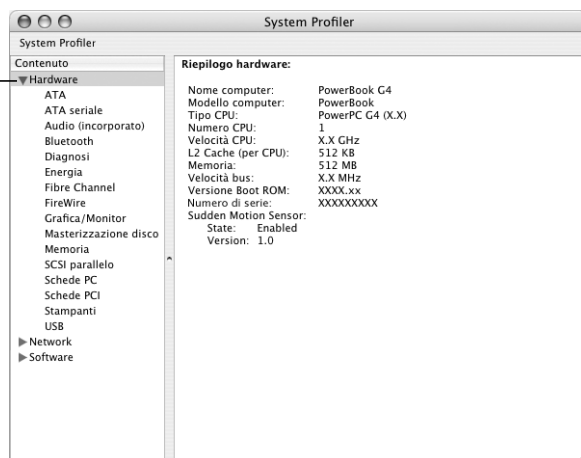 System Profiler
System Profiler
Contenuto
Hardware
ATA
ATA seriale
Audio (incorporato)
Bluetooth
Diagnosi
Energia
Fibre Channel
FireWire
Grafica/Monitor
Masterizzazione disco
Memoria
SCSI parallelo
Schede PC
Schede PCI
Stampanti
USB
Network
Software
Riepilogo hardware:
Nome computer: PowerBook G4
Modello computer: PowerBook
Tipo CPU: PowerPC G4 (X.X)
Numero CPU: 1
Velocità CPU: X.X GHz
L2 Cache (per CPU): 512 KB
Memoria: 512 MB
Velocità bus: X.X MHz
Versione Boot ROM: XXXX.xx
Numero di serie: XXXXXXXXX
Sudden Motion Sensor:
State: Enabled
Version: 1.0